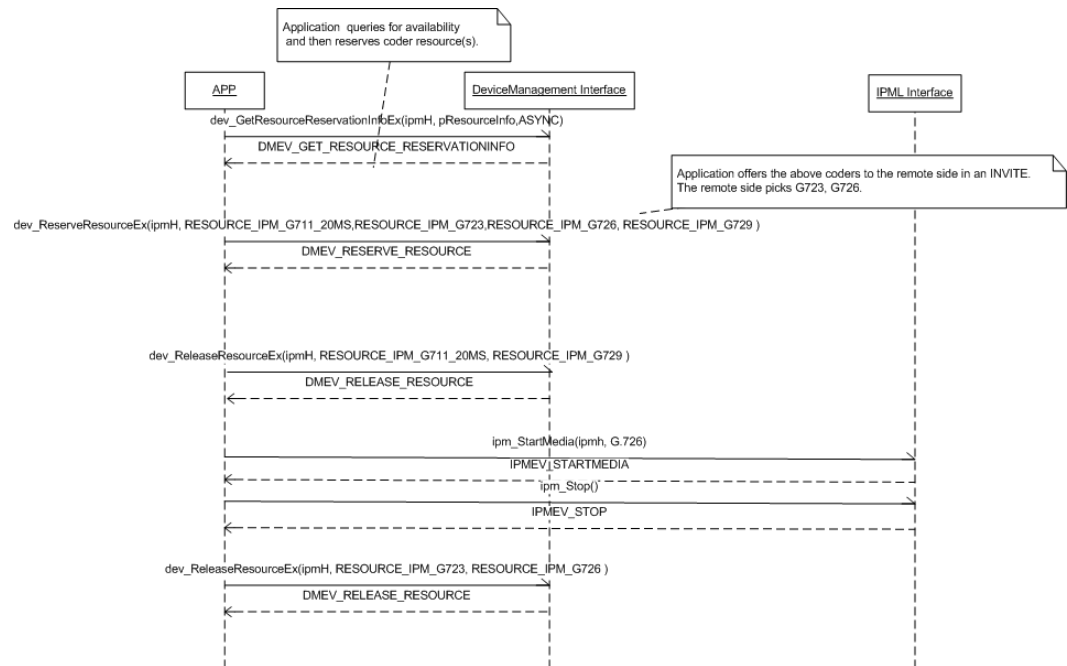 Application queries for availability
and then reserves coder resource(s).
APP
DeviceManagement Interface
IPML Interface
dev_GetResourceReservationInfoEx(ipmH, pResourceInfo,ASYNC)
DMEV_GET_RESOURCE_RESERVATIONINFO
Application offers the above coders to the remote side in an INVITE.
The remote side picks G723, G726.
dev_ReserveResourceEx(ipmH, RESOURCE_IPM_G711_20MS,RESOURCE_IPM_G723,RESOURCE_IPM_G726, RESOURCE_IPM_G729 )
DMEV_RESERVE_RESOURCE
dev_ReleaseResourceEx(ipmH, RESOURCE_IPM_G711_20MS, RESOURCE_IPM_G729 )
DMEV_RELEASE_RESOURCE
ipm_StartMedia(ipmh, G.726)
IPMEV_STARTMEDIA
ipm_Stop()
IPMEV_STOP
dev_ReleaseResourceEx(ipmH, RESOURCE_IPM_G723, RESOURCE_IPM_G726 )
DMEV_RELEASE_RESOURCE